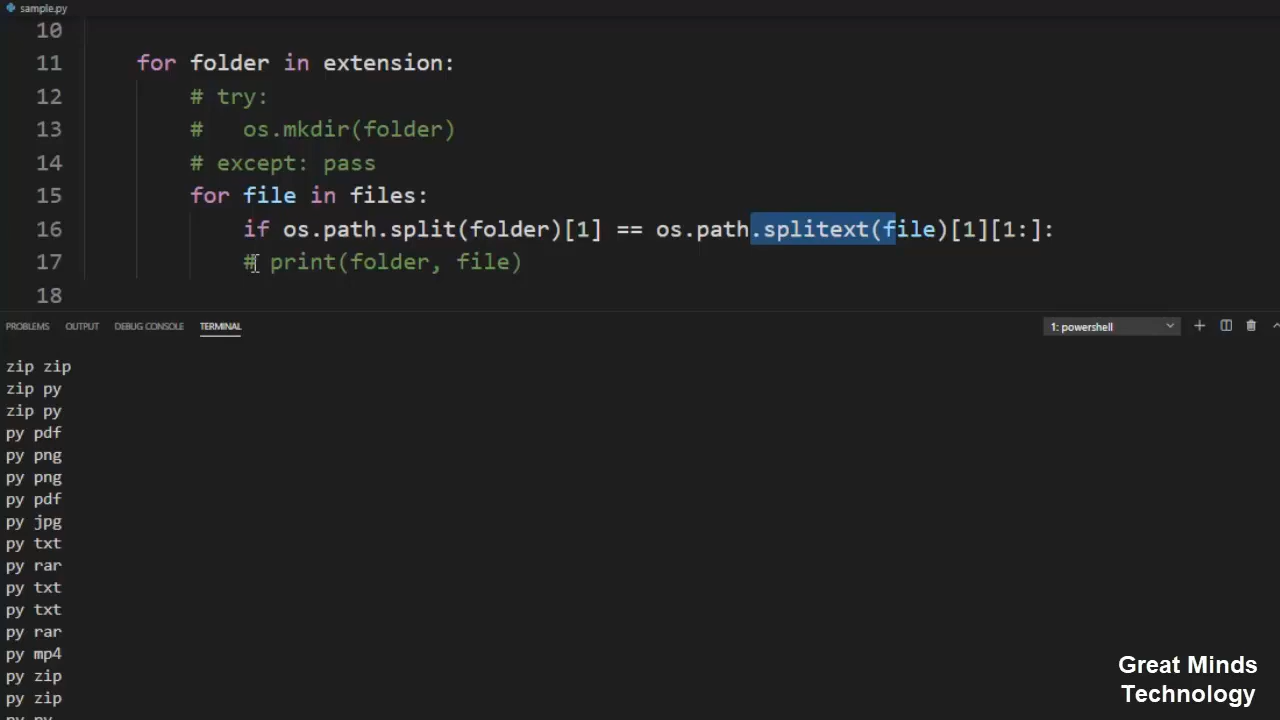 sample.py
10
11 for folder in extension:
12 # try:
13 #   os.mkdir(folder)
14 # except: pass
15 for file in files:
16 if os.path.split(folder)[1] == os.path.splitext(file)[1][1:]:
17 # print(folder, file)
18
PROBLEMS OUTPUT DEBUG CONSOLE TERMINAL 1: powershell
zip zip
zip py
zip py
py pdf
py png
py png
py pdf
py jpg
py txt
py rar
py txt
py txt
py rar
py mp4
py zip
py zip
py py
Great Minds
Technology